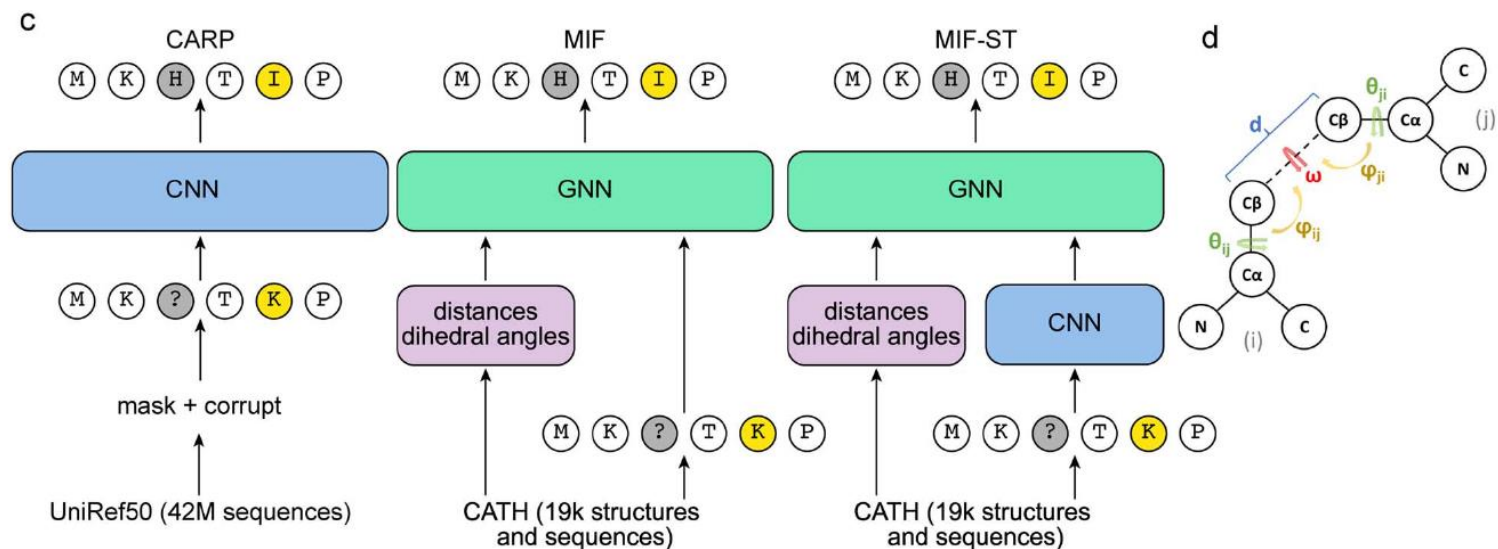 c
CARP
M K H T I P
CNN
M K ? T K P
mask + corrupt
UniRef50 (42M sequences)
MIF
M K H T I P
GNN
distances
dihedral angles
M K ? T K P
CATH (19k structures
and sequences)
MIF-ST
M K H T I P
GNN
distances
dihedral angles
CNN
M K ? T K P
CATH (19k structures
and sequences)
d
C
θji
Cβ
Cα
(j)
d
N
ω
φji
Cβ
φij
θij
Cα
N
C
(i)